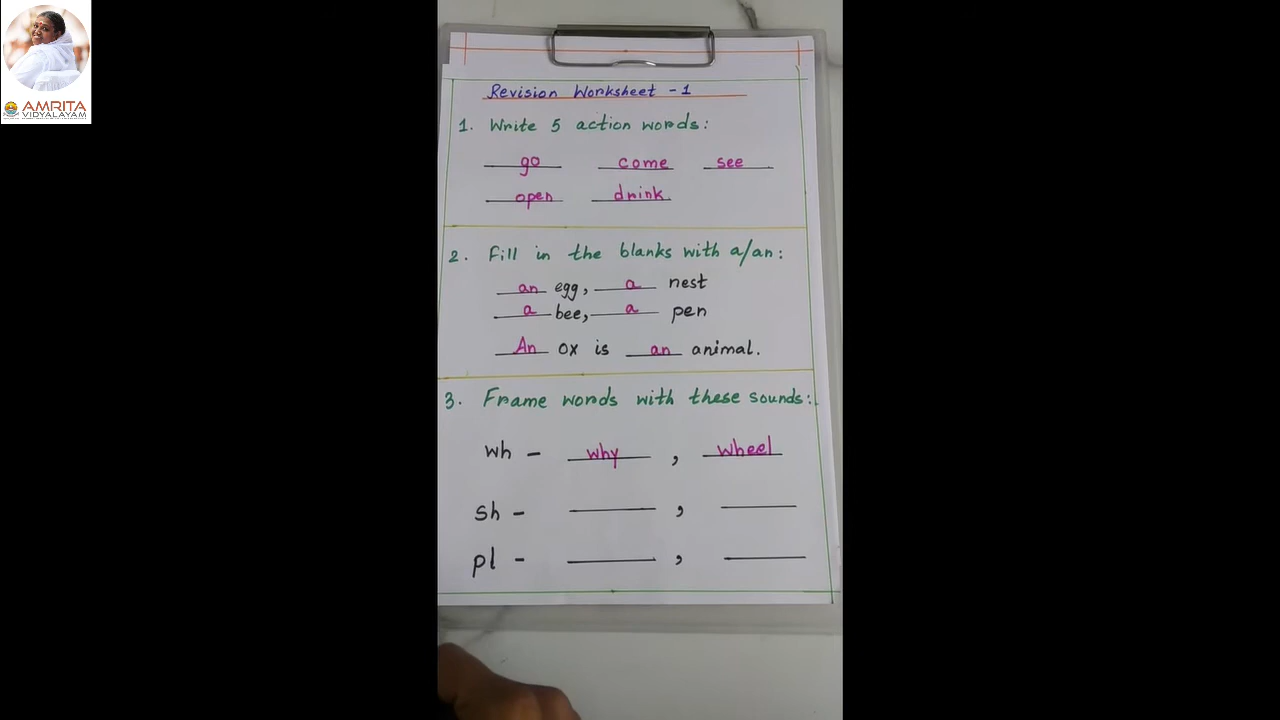 AMRITA
VIDYALAYAM
Revision Worksheet - 1
1. Write 5 action words:
go come see
open drink
2. Fill in the blanks with a/an:
an egg, a nest
a bee, a pen
An ox is an animal.
3. Frame words with these sounds:
wh - why, wheel
sh - ,
pl - ,